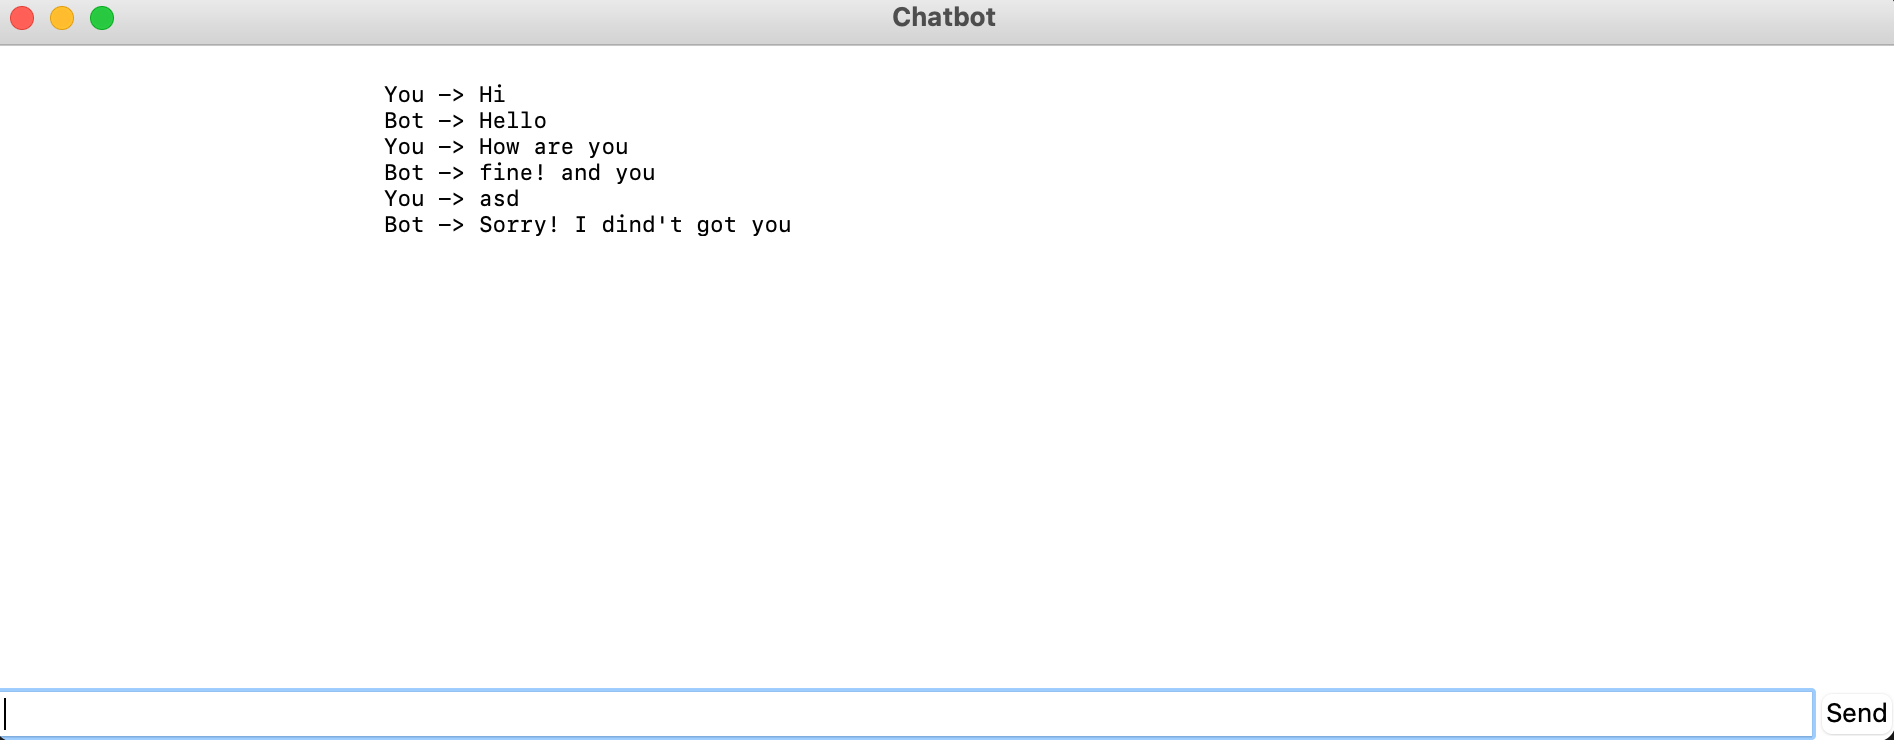 Chatbot
You -> Hi
Bot -> Hello
You -> How are you
Bot -> fine! and you
You -> asd
Bot -> Sorry! I dind't got you
Send